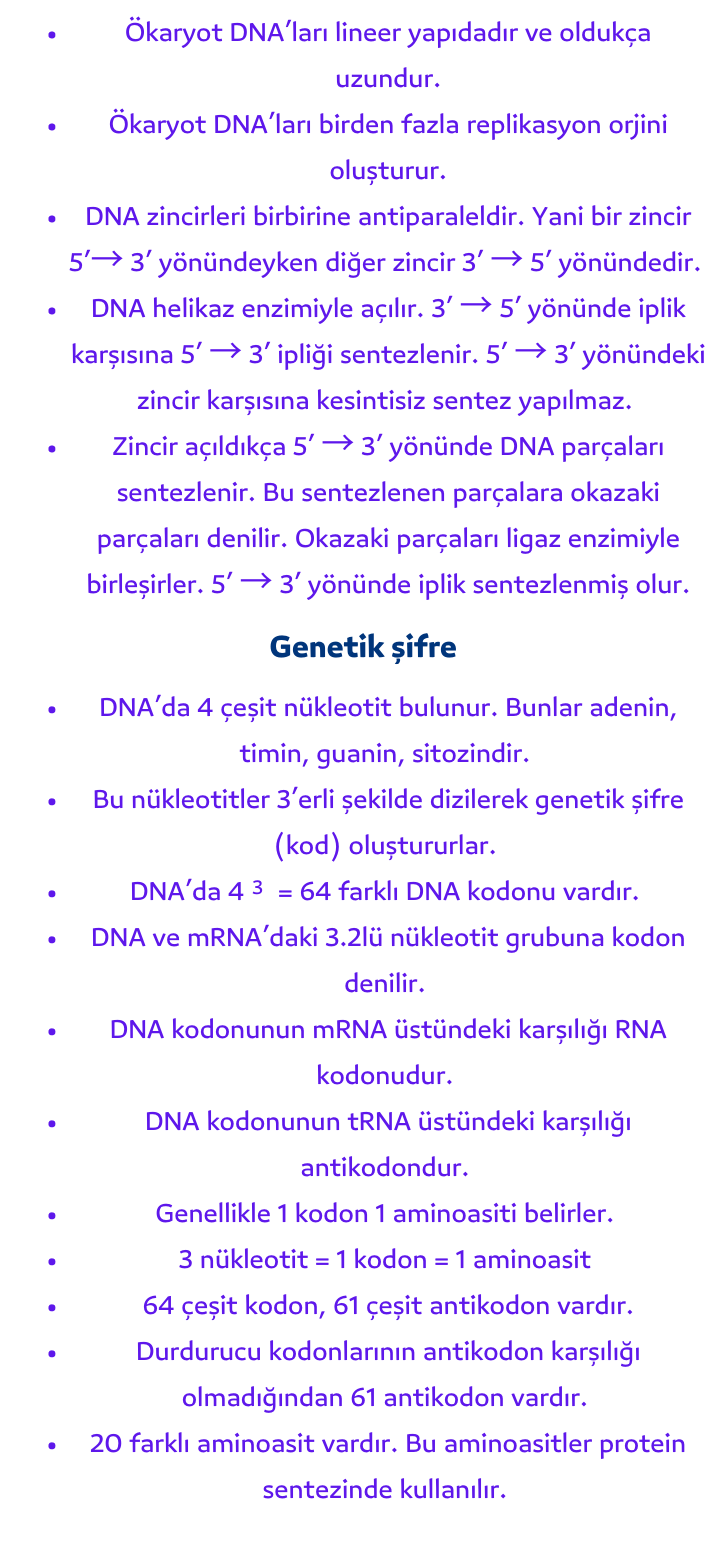 • Ökaryot DNA’ları lineer yapıdadır ve oldukça
uzundur.
• Ökaryot DNA’ları birden fazla replikasyon orjini
oluşturur.
• DNA zincirleri birbirine antiparaleldir. Yani bir zincir
5’→ 3’ yönündeyken diğer zincir 3’ → 5’ yönündedir.
• DNA helikaz enzimiyle açılır. 3’ → 5’ yönünde iplik
karşısına 5’ → 3’ ipliği sentezlenir. 5’ → 3’ yönündeki
zincir karşısına kesintisiz sentez yapılmaz.
• Zincir açıldıkça 5’ → 3’ yönünde DNA parçaları
sentezlenir. Bu sentezlenen parçalara okazaki
parçaları denilir. Okazaki parçaları ligaz enzimiyle
birleşirler. 5’ → 3’ yönünde iplik sentezlenmiş olur.
Genetik şifre
• DNA’da 4 çeşit nükleotit bulunur. Bunlar adenin,
timin, guanin, sitozindir.
• Bu nükleotitler 3’erli şekilde dizilerek genetik şifre
(kod) oluştururlar.
• DNA’da 4 ³ = 64 farklı DNA kodonu vardır.
• DNA ve mRNA’daki 3.2lü nükleotit grubuna kodon
denilir.
• DNA kodonunun mRNA üstündeki karşılığı RNA
kodonudur.
• DNA kodonunun tRNA üstündeki karşılığı
antikodondur.
• Genellikle 1 kodon 1 aminoasiti belirler.
• 3 nükleotit = 1 kodon = 1 aminoasit
• 64 çeşit kodon, 61 çeşit antikodon vardır.
• Durdurucu kodonlarının antikodon karşılığı
olmadığından 61 antikodon vardır.
• 20 farklı aminoasit vardır. Bu aminoasitler protein
sentezinde kullanılır.